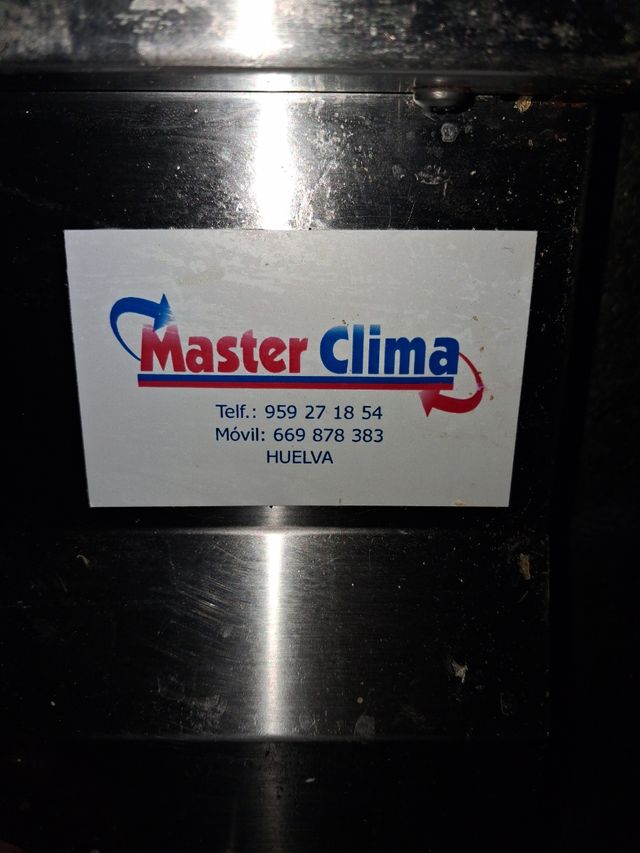 Master Clima
Telf.: 959 27 18 54
Móvil: 669 878 383
HUELVA